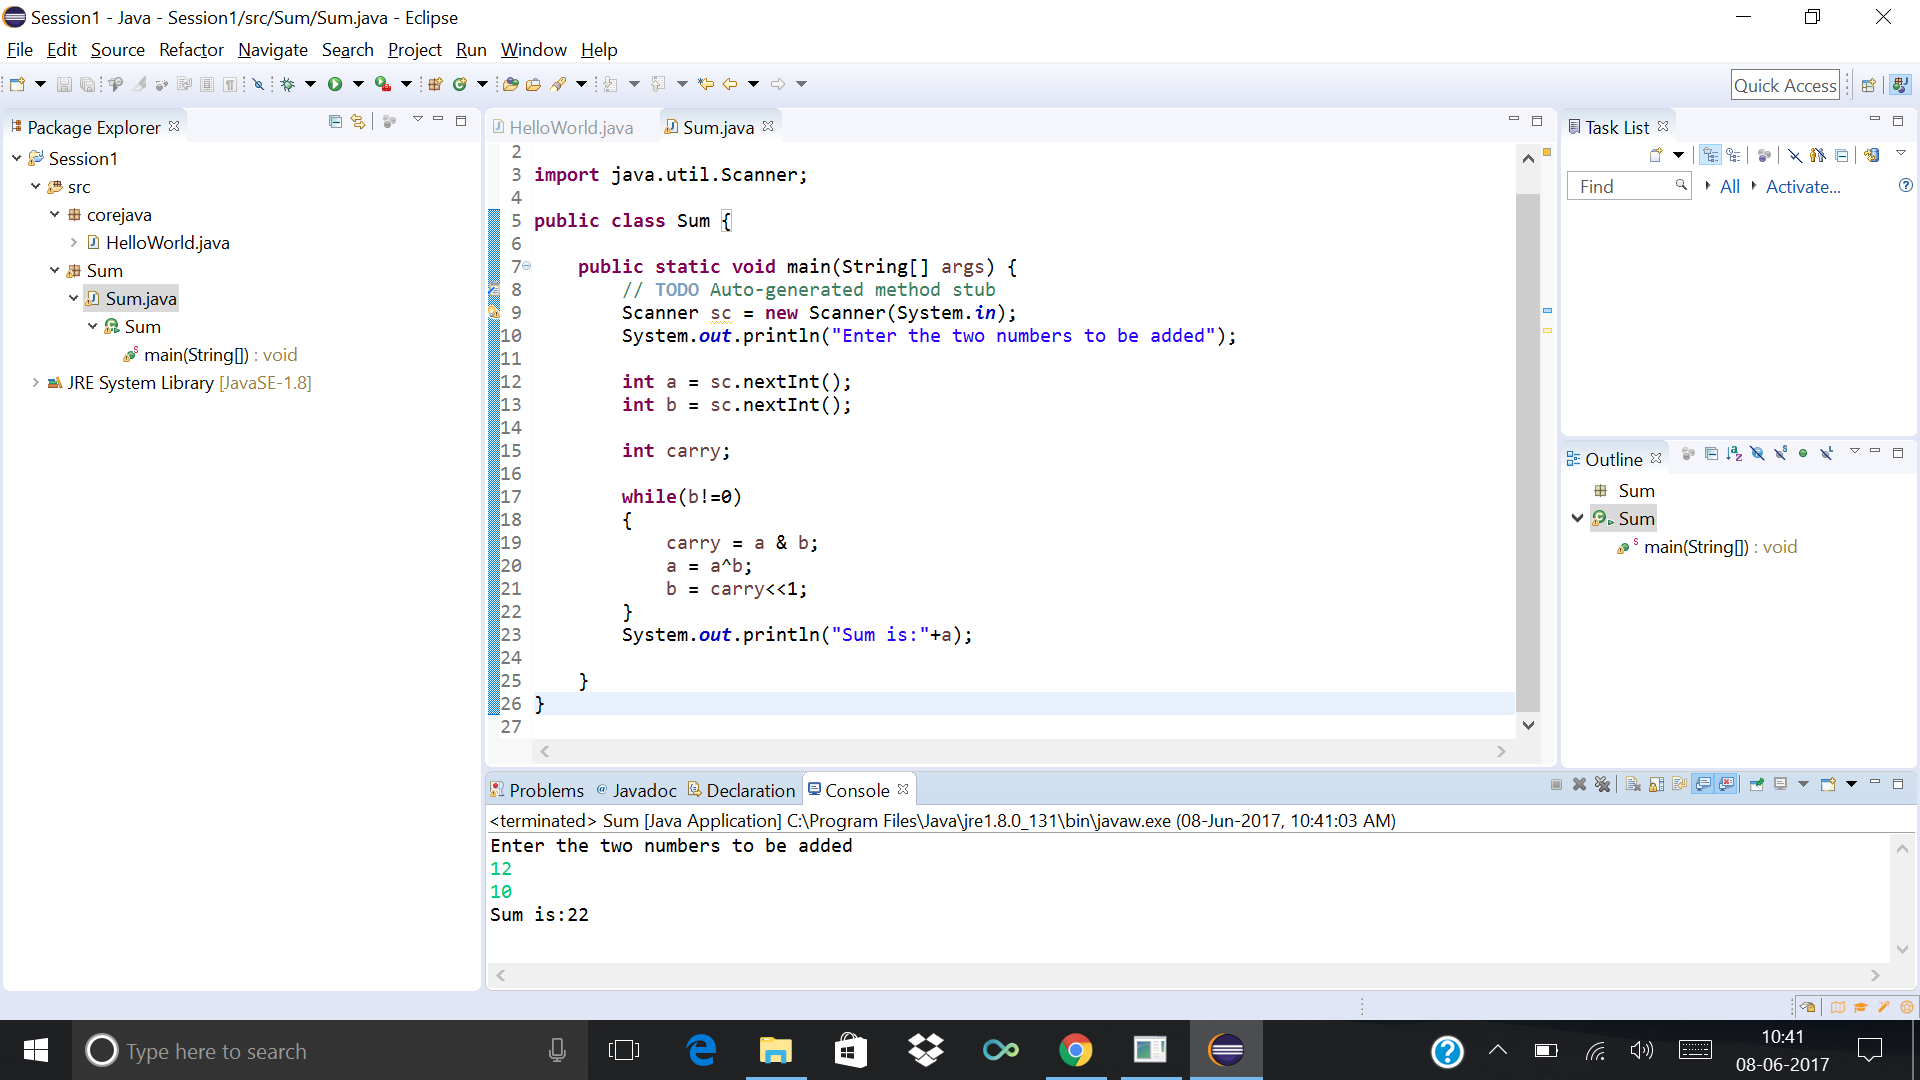 Session1 - Java - Session1/src/Sum/Sum.java - Eclipse
File Edit Source Refactor Navigate Search Project Run Window Help
Quick Access
Package Explorer
Session1
src
corejava
HelloWorld.java
Sum
Sum.java
Sum
main(String[]) : void
JRE System Library [JavaSE-1.8]
HelloWorld.java
Sum.java
2
3 import java.util.Scanner;
4
5 public class Sum {
6
7 public static void main(String[] args) {
8 // TODO Auto-generated method stub
9 Scanner sc = new Scanner(System.in);
10 System.out.println("Enter the two numbers to be added");
11
12 int a = sc.nextInt();
13 int b = sc.nextInt();
14
15 int carry;
16
17 while(b!=0)
18 {
19 carry = a & b;
20 a = a^b;
21 b = carry<<1;
22 }
23 System.out.println("Sum is:"+a);
24
25 }
26 }
27
Task List
Find All Activate...
Outline
Sum
Sum
main(String[]) : void
Problems Javadoc Declaration Console
<terminated> Sum [Java Application] C:\Program Files\Java\jre1.8.0_131\bin\javaw.exe (08-Jun-2017, 10:41:03 AM)
Enter the two numbers to be added
12
10
Sum is:22
Type here to search
10:41
08-06-2017